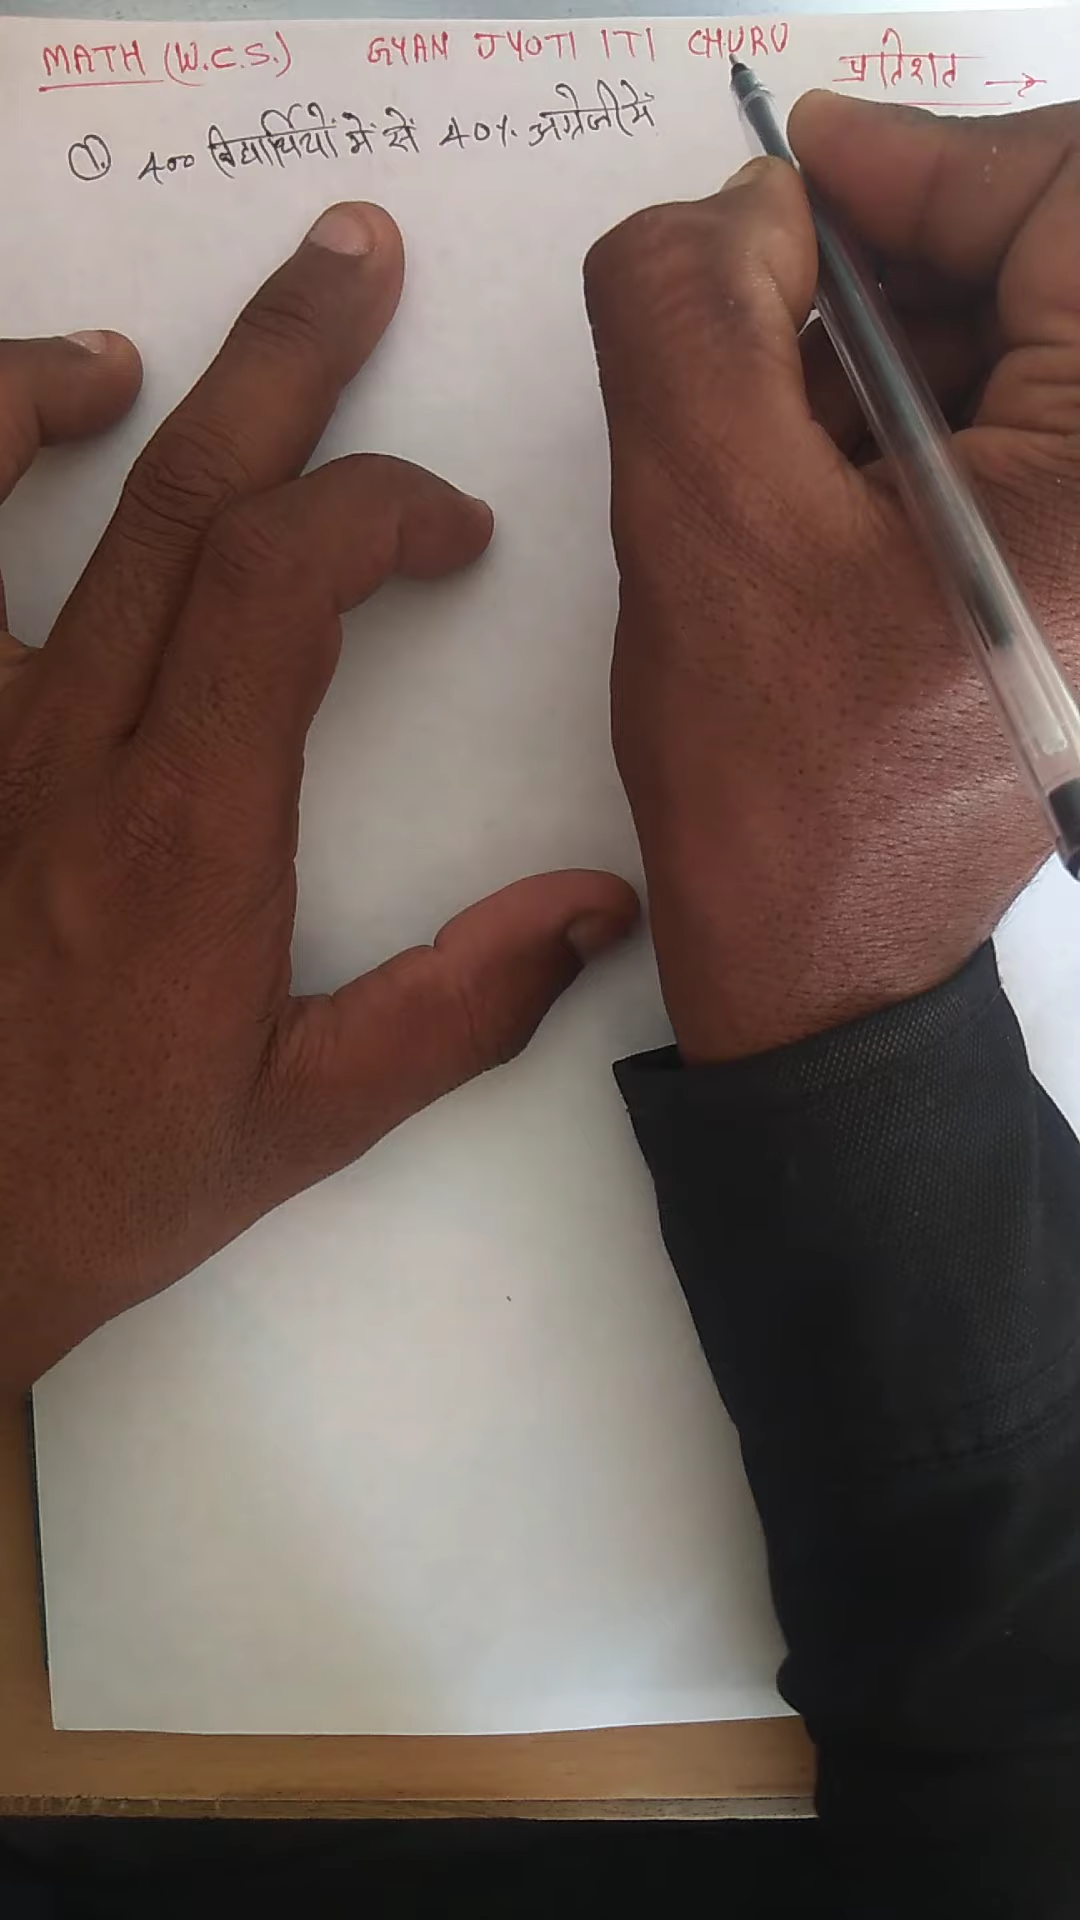 MATH (W.C.S.) GYAN JYOTI ITI CHURU प्रतिशत →
①. 400 विद्यार्थियों में से 40% अंग्रेजी में